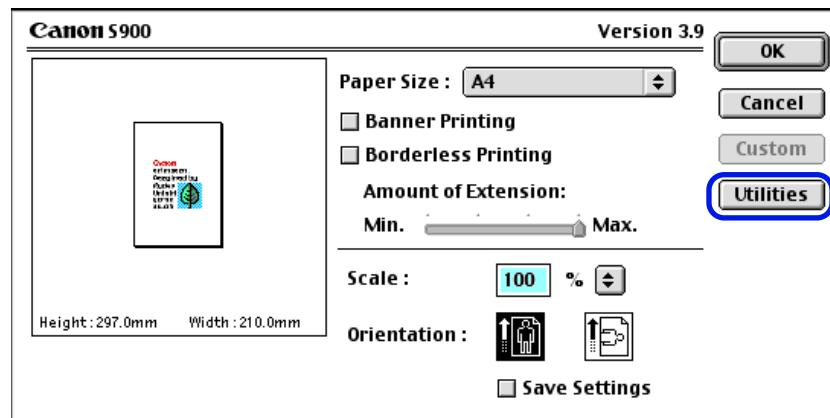 Canon S900
Version 3.9
OK
Paper Size : A4
Cancel
Banner Printing
Custom
Borderless Printing
Utilities
Amount of Extension:
Min. Max.
Scale : 100 %
Height:297.0mm Width:210.0mm
Orientation :
Save Settings